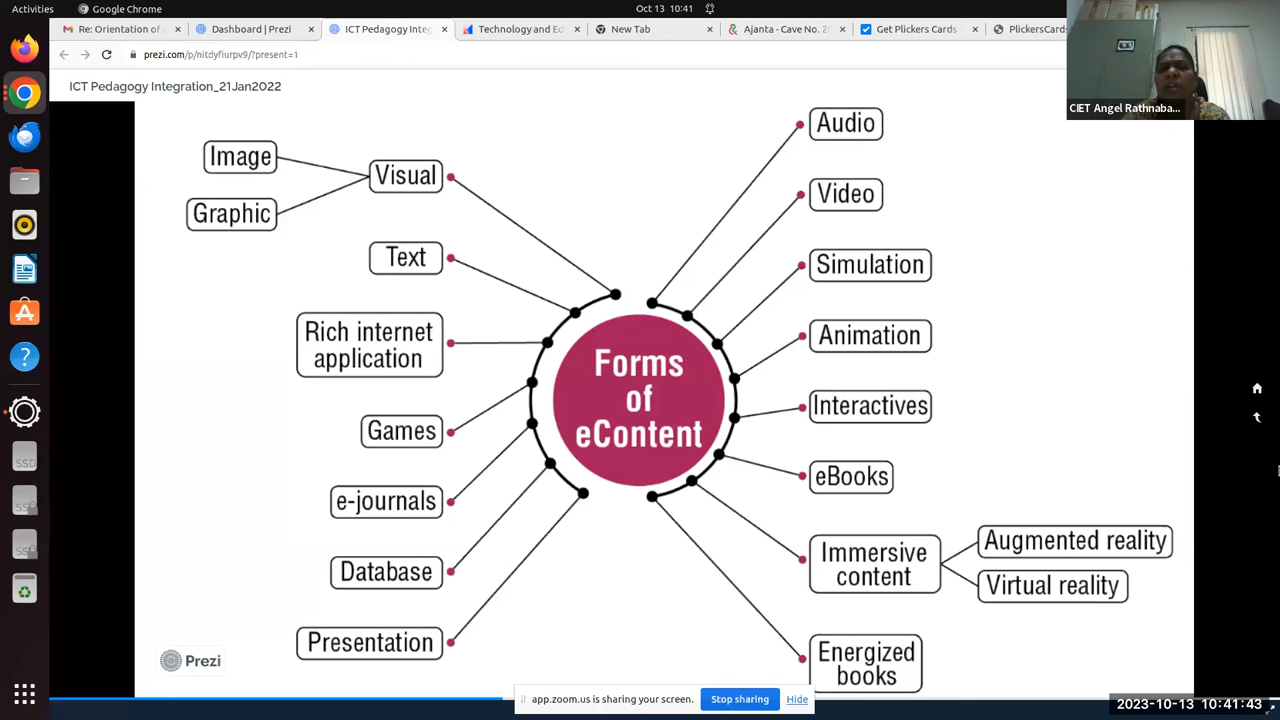 Activities
Google Chrome
Oct 13 10:41
Re: Orientation of
Dashboard | Prezi
ICT Pedagogy Integ
Technology and Ed
New Tab
Ajanta - Cave No. 26
Get Plickers Cards -
PlickersCards
prezi.com/p/nitdyfiurpv9/?present=1
CIET Angel Rathnaba...
ICT Pedagogy Integration_21Jan2022
Image
Graphic
Visual
Text
Rich internet
application
Games
e-journals
Database
Presentation
Forms
of
eContent
Audio
Video
Simulation
Animation
Interactives
eBooks
Immersive
content
Augmented reality
Virtual reality
Energized
books
Prezi
app.zoom.us is sharing your screen.
Stop sharing
Hide
2023-10-13 10:41:43
SSD